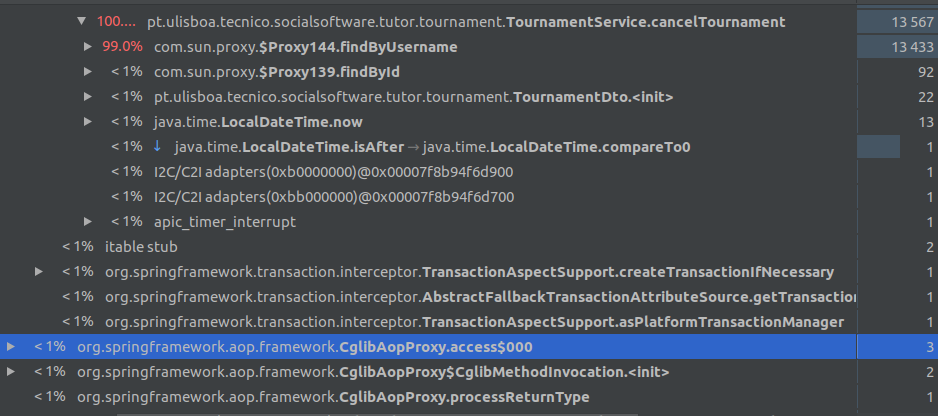 100.... pt.ulisboa.tecnico.socialsoftware.tutor.tournament.TournamentService.cancelTournament 13 567
99.0% com.sun.proxy.$Proxy144.findByUsername 13 433
< 1% com.sun.proxy.$Proxy139.findById 92
< 1% pt.ulisboa.tecnico.socialsoftware.tutor.tournament.TournamentDto.<init> 22
< 1% java.time.LocalDateTime.now 13
< 1% ↓ java.time.LocalDateTime.isAfter → java.time.LocalDateTime.compareTo0 1
< 1% I2C/C2I adapters(0xb0000000)@0x00007f8b94f6d900 1
< 1% I2C/C2I adapters(0xbb000000)@0x00007f8b94f6d700 1
< 1% apic_timer_interrupt 1
< 1% itable stub 2
< 1% org.springframework.transaction.interceptor.TransactionAspectSupport.createTransactionIfNecessary 1
< 1% org.springframework.transaction.interceptor.AbstractFallbackTransactionAttributeSource.getTransaction 1
< 1% org.springframework.transaction.interceptor.TransactionAspectSupport.asPlatformTransactionManager 1
< 1% org.springframework.aop.framework.CglibAopProxy.access$000 3
< 1% org.springframework.aop.framework.CglibAopProxy$CglibMethodInvocation.<init> 2
< 1% org.springframework.aop.framework.CglibAopProxy.processReturnType 1